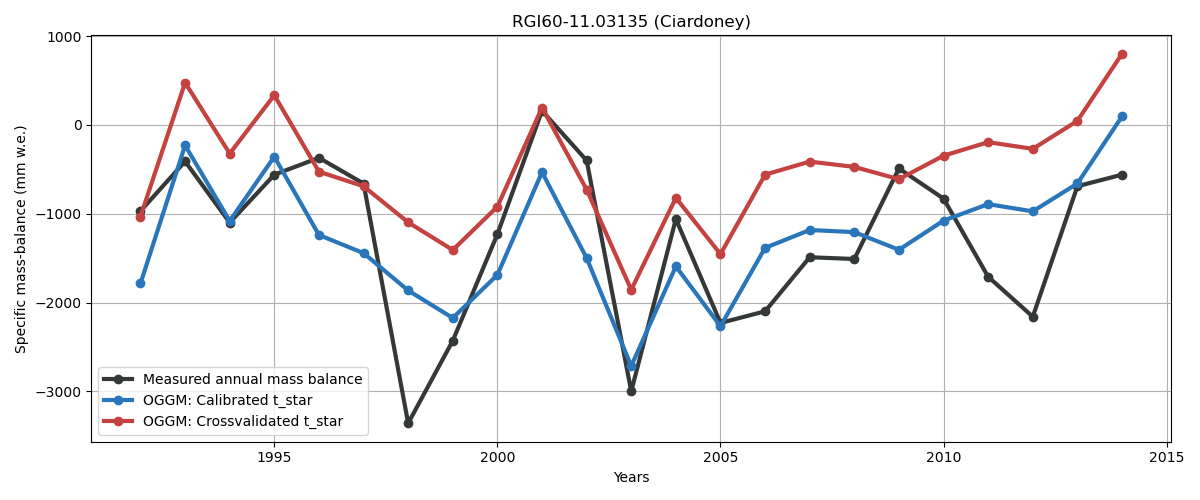 RGI60-11.03135 (Ciardoney)
Specific mass-balance (mm w.e.)
1000
0
−1000
−2000
−3000
Measured annual mass balance
OGGM: Calibrated t_star
OGGM: Crossvalidated t_star
1995
2000
2005
2010
2015
Years